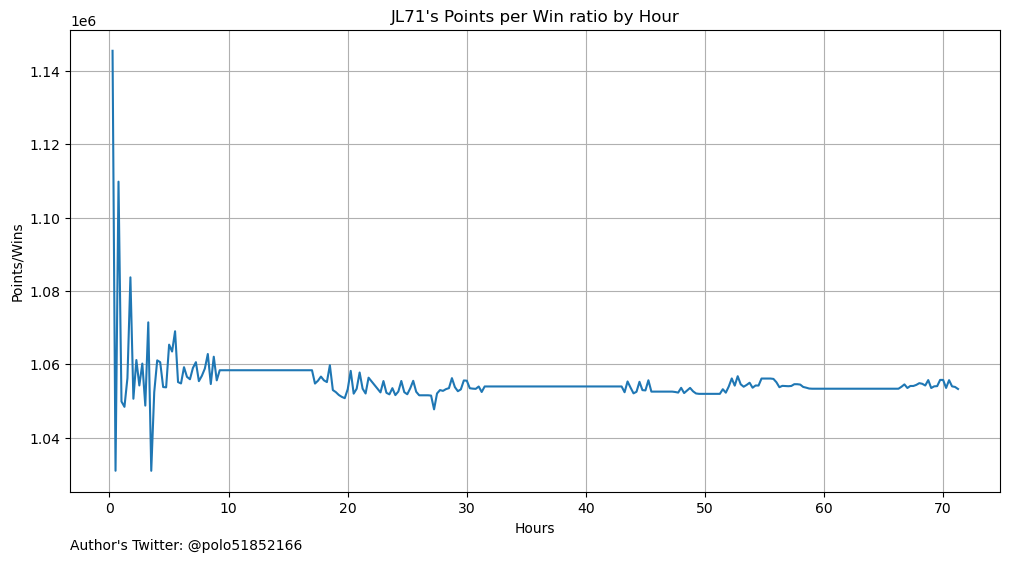 JL71's Points per Win ratio by Hour
1e6
1.14
1.12
1.10
1.08
1.06
1.04
Points/Wins
0 10 20 30 40 50 60 70
Hours
Author's Twitter: @polo51852166